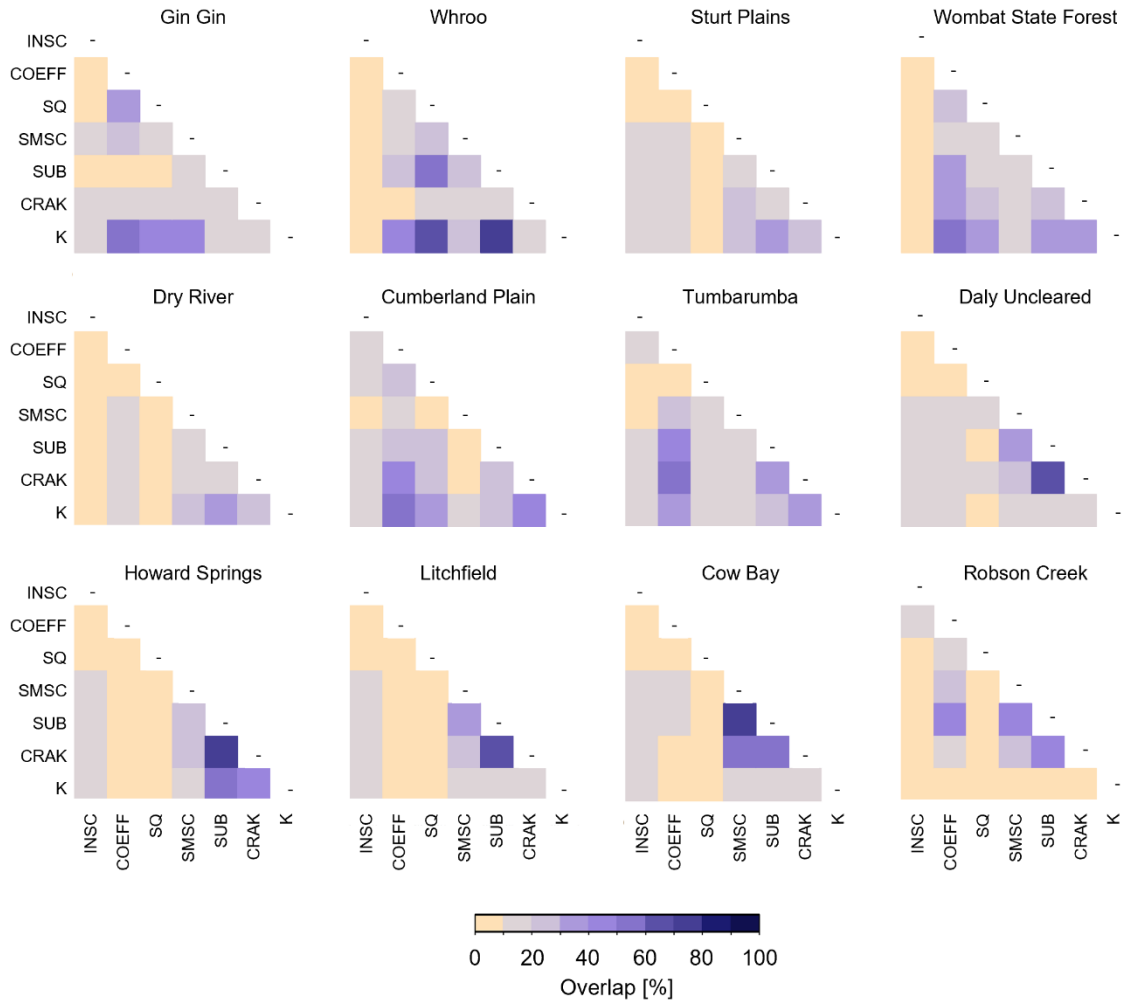 Gin Gin Whroo Sturt Plains Wombat State Forest
INSC - - - -
COEFF - - - -
SQ - - - -
SMSC - - - -
SUB - - - -
CRAK - - - -
K - - - -
Dry River Cumberland Plain Tumbarumba Daly Uncleared
INSC - - - -
COEFF - - - -
SQ - - - -
SMSC - - - -
SUB - - - -
CRAK - - - -
K - - - -
Howard Springs Litchfield Cow Bay Robson Creek
INSC - - - -
COEFF - - - -
SQ - - - -
SMSC - - - -
SUB - - - -
CRAK - - - -
K - - - -
INSC COEFF SQ SMSC SUB CRAK K INSC COEFF SQ SMSC SUB CRAK K INSC COEFF SQ SMSC SUB CRAK K INSC COEFF SQ SMSC SUB CRAK K
0 20 40 60 80 100
Overlap [%]